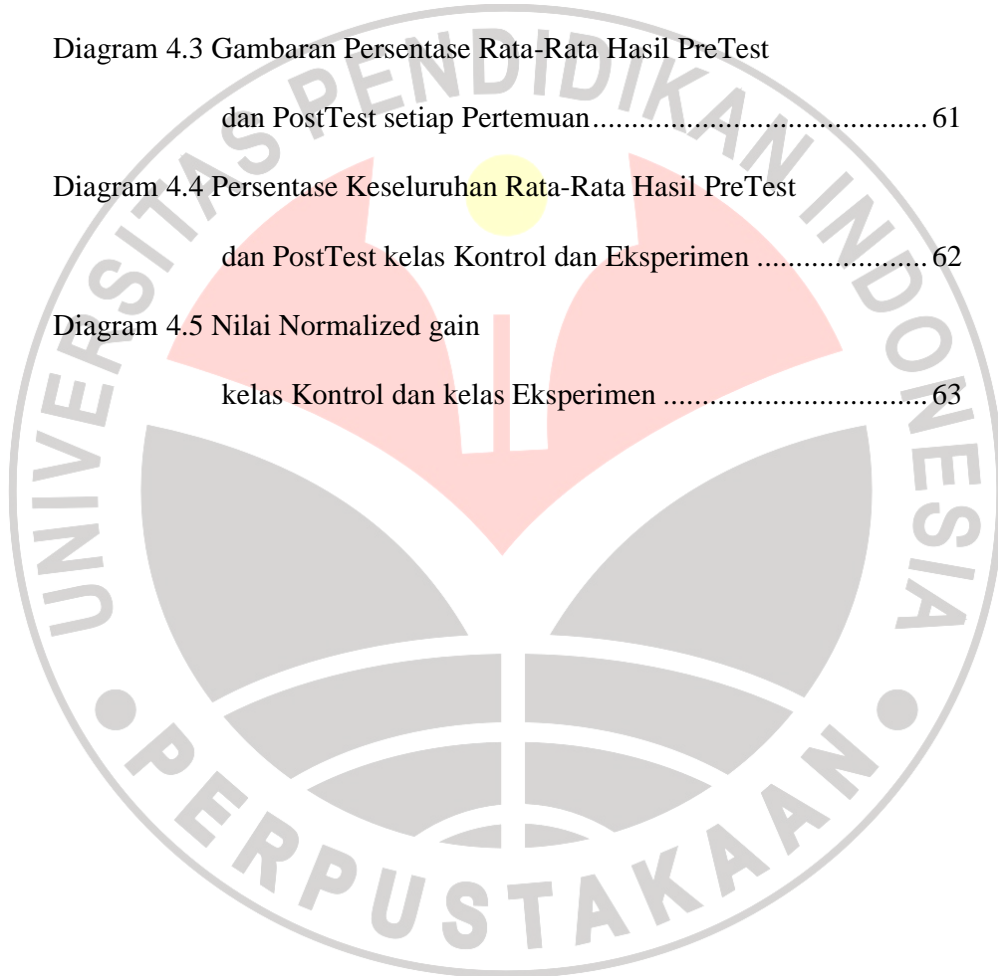 Diagram 4.3 Gambaran Persentase Rata-Rata Hasil PreTest
dan PostTest setiap Pertemuan...................................... 61
Diagram 4.4 Persentase Keseluruhan Rata-Rata Hasil PreTest
dan PostTest kelas Kontrol dan Eksperimen .................... 62
Diagram 4.5 Nilai Normalized gain
kelas Kontrol dan kelas Eksperimen ............................... 63
UNIVERSITAS PENDIDIKAN INDONESIA
PERPUSTAKAAN